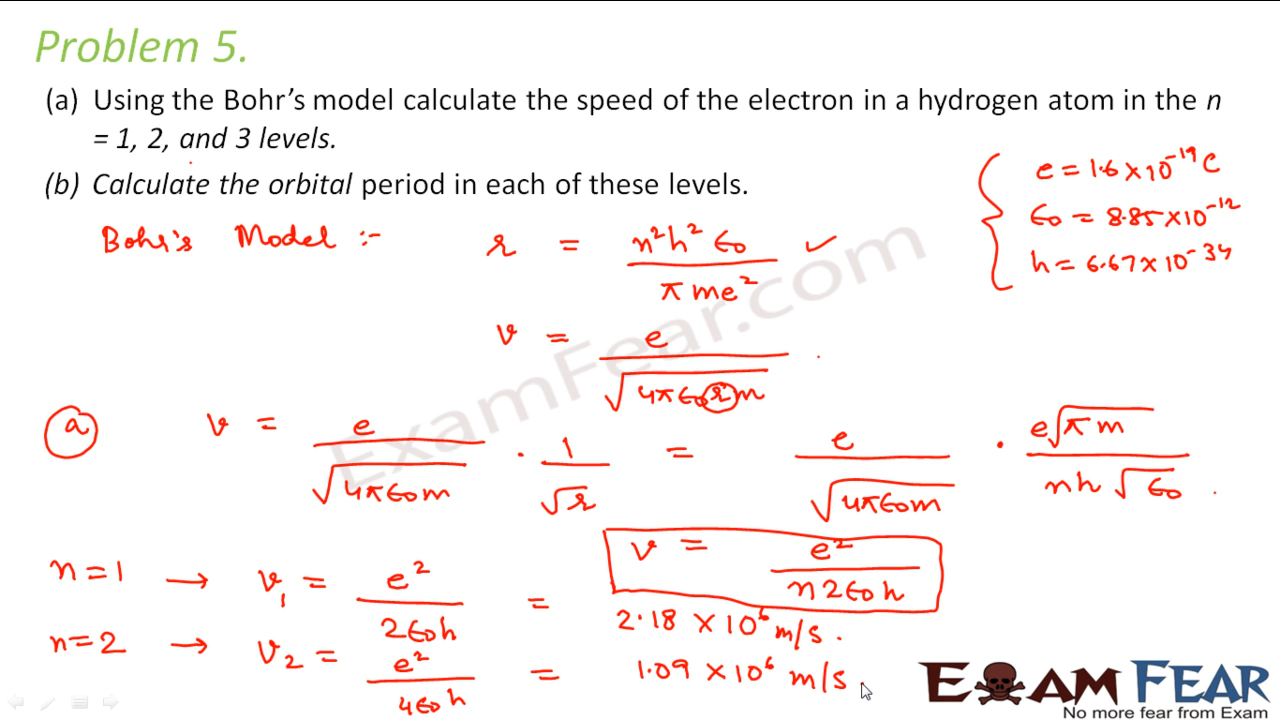 Problem 5.
(a) Using the Bohr's model calculate the speed of the electron in a hydrogen atom in the n
= 1, 2, and 3 levels.
(b) Calculate the orbital period in each of these levels.
e = 1.6 × 10^-19 C
ε0 = 8.85 × 10^-12
h = 6.67 × 10^-34
Bohr's Model :- r = n²h²ε0 / πme² ✓
v = e / √(4πε0rm)
(a) v = e / √(4πε0m) · 1 / √r = e / √(4πε0m) · e√(πm) / nh√ε0
v = e² / n2ε0h
n=1 → v1 = e² / 2ε0h = 2.18 × 10^6 m/s.
n=2 → v2 = e² / 4ε0h = 1.09 × 10^6 m/s.
ExamFear.com
EXAM FEAR
No more fear from Exam